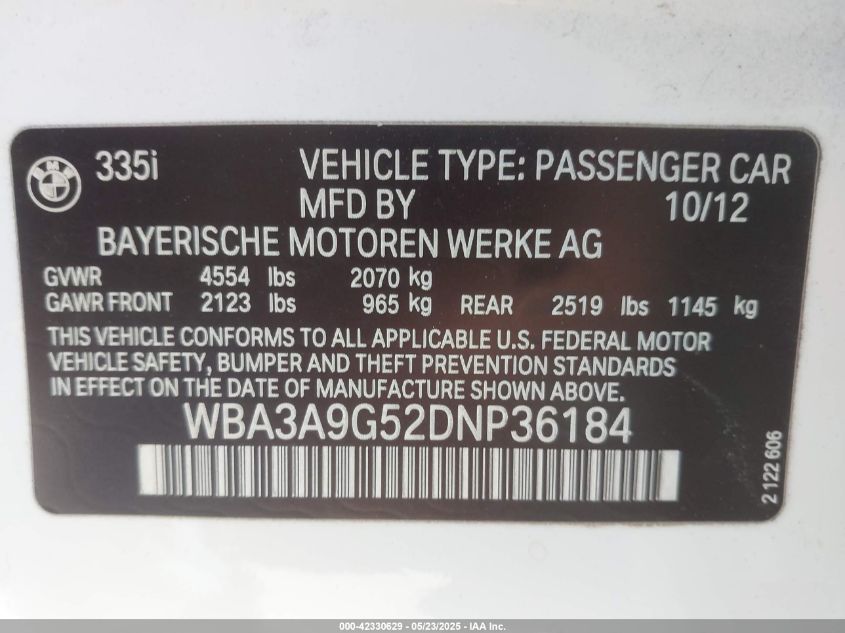 BMW
335i VEHICLE TYPE: PASSENGER CAR
MFD BY 10/12
BAYERISCHE MOTOREN WERKE AG
GVWR 4554 lbs 2070 kg
GAWR FRONT 2123 lbs 965 kg REAR 2519 lbs 1145 kg
THIS VEHICLE CONFORMS TO ALL APPLICABLE U.S. FEDERAL MOTOR
VEHICLE SAFETY, BUMPER AND THEFT PREVENTION STANDARDS
IN EFFECT ON THE DATE OF MANUFACTURE SHOWN ABOVE.
WBA3A9G52DNP36184
2 122 606
000-42330629 - 05/23/2025 - IAA Inc.